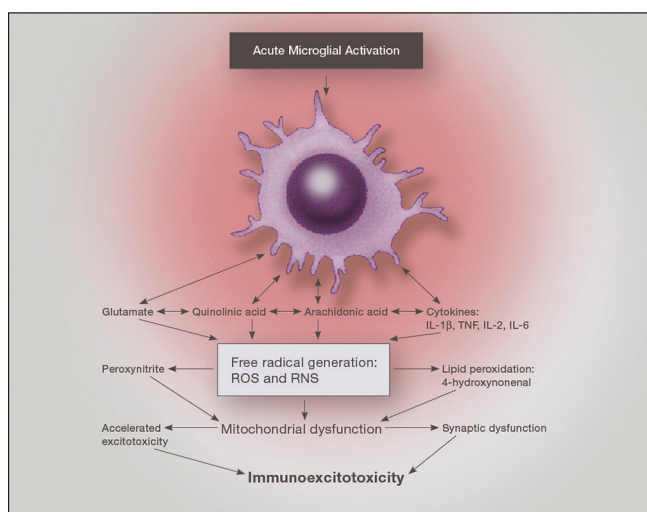 Acute Microglial Activation
Glutamate Quinolinic acid Arachidonic acid Cytokines:
IL-1β, TNF, IL-2, IL-6
Free radical generation:
ROS and RNS
Peroxynitrite
Lipid peroxidation:
4-hydroxynonenal
Accelerated
excitotoxicity
Mitochondrial dysfunction
Synaptic dysfunction
Immunoexcitotoxicity